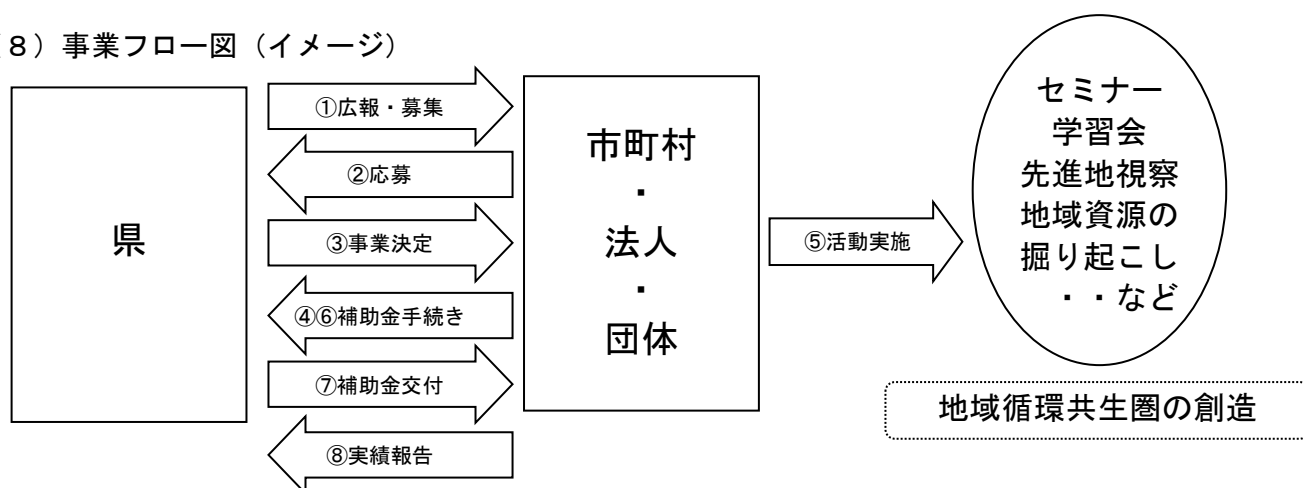 8）事業フロー図（イメージ）
県
①広報・募集
②応募
③事業決定
④⑥補助金手続き
⑦補助金交付
⑧実績報告
市町村
・
法人
・
団体
⑤活動実施
セミナー
学習会
先進地視察
地域資源の
掘り起こし
・・など
地域循環共生圏の創造